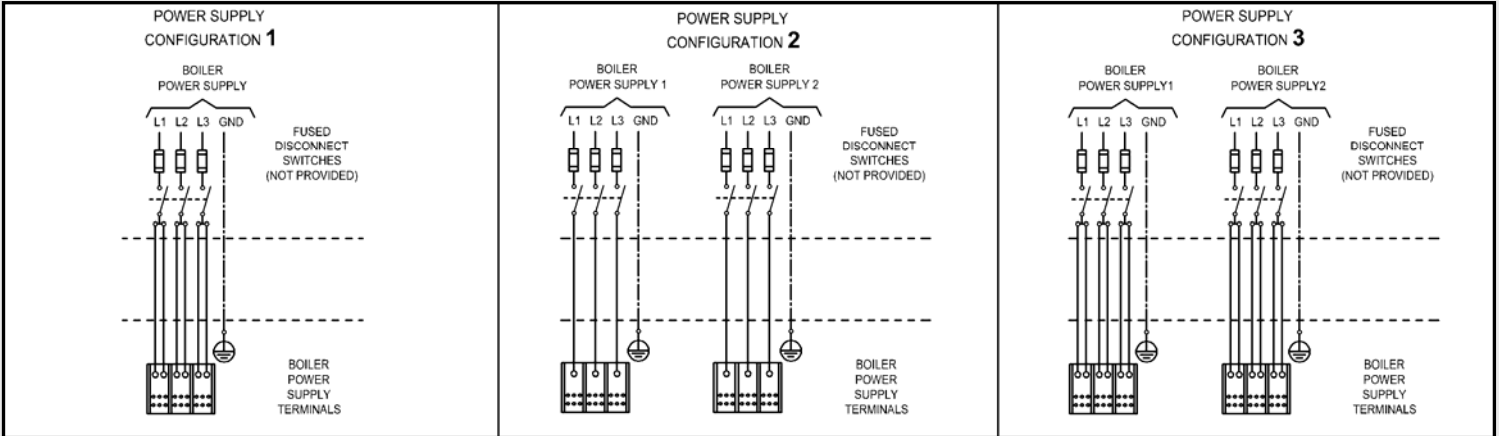 POWER SUPPLY
CONFIGURATION 1
BOILER
POWER SUPPLY
L1 L2 L3 GND
FUSED
DISCONNECT
SWITCHES
(NOT PROVIDED)
BOILER
POWER
SUPPLY
TERMINALS
POWER SUPPLY
CONFIGURATION 2
BOILER
POWER SUPPLY 1
BOILER
POWER SUPPLY 2
L1 L2 L3 GND
L1 L2 L3 GND
FUSED
DISCONNECT
SWITCHES
(NOT PROVIDED)
BOILER
POWER
SUPPLY
TERMINALS
POWER SUPPLY
CONFIGURATION 3
BOILER
POWER SUPPLY1
BOILER
POWER SUPPLY2
L1 L2 L3 GND
L1 L2 L3 GND
FUSED
DISCONNECT
SWITCHES
(NOT PROVIDED)
BOILER
POWER
SUPPLY
TERMINALS